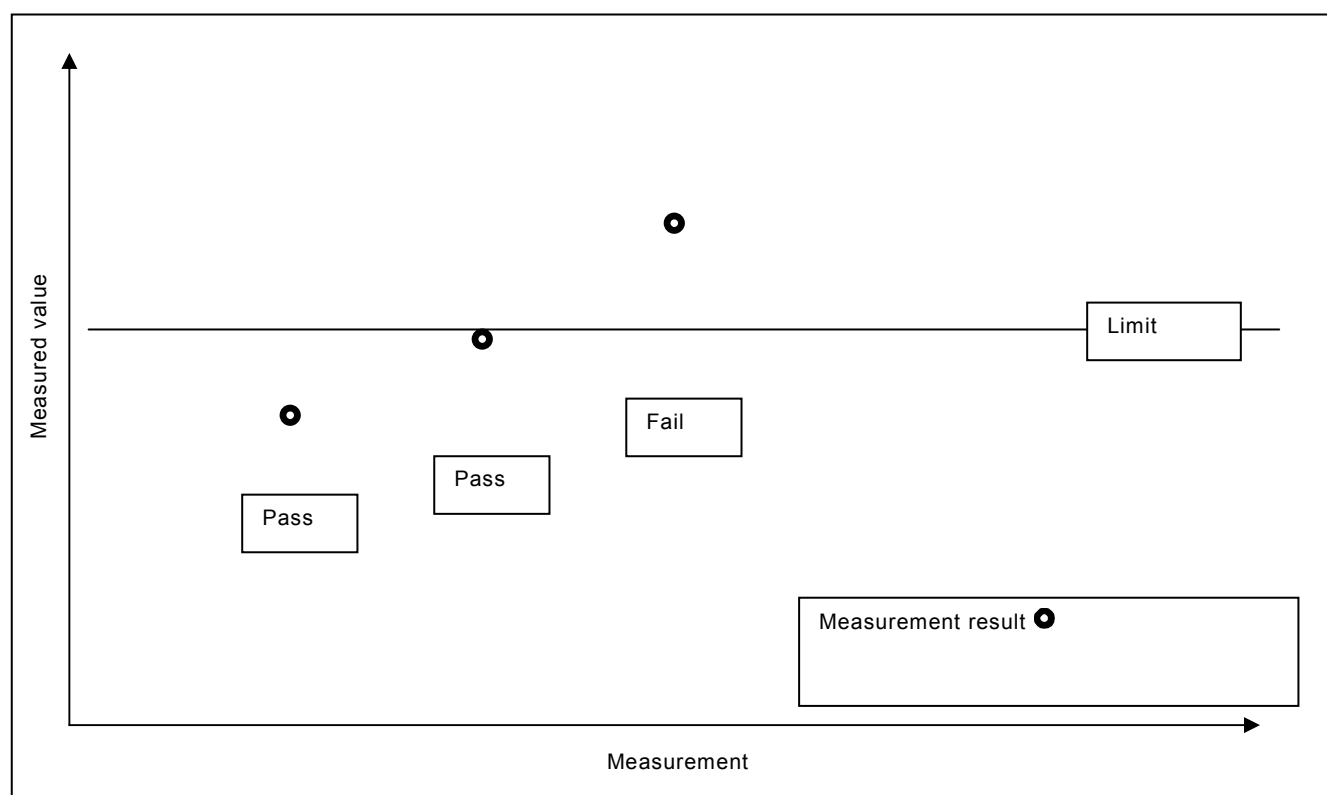 Measured value
Limit
Fail
Pass
Pass
Measurement result
Measurement